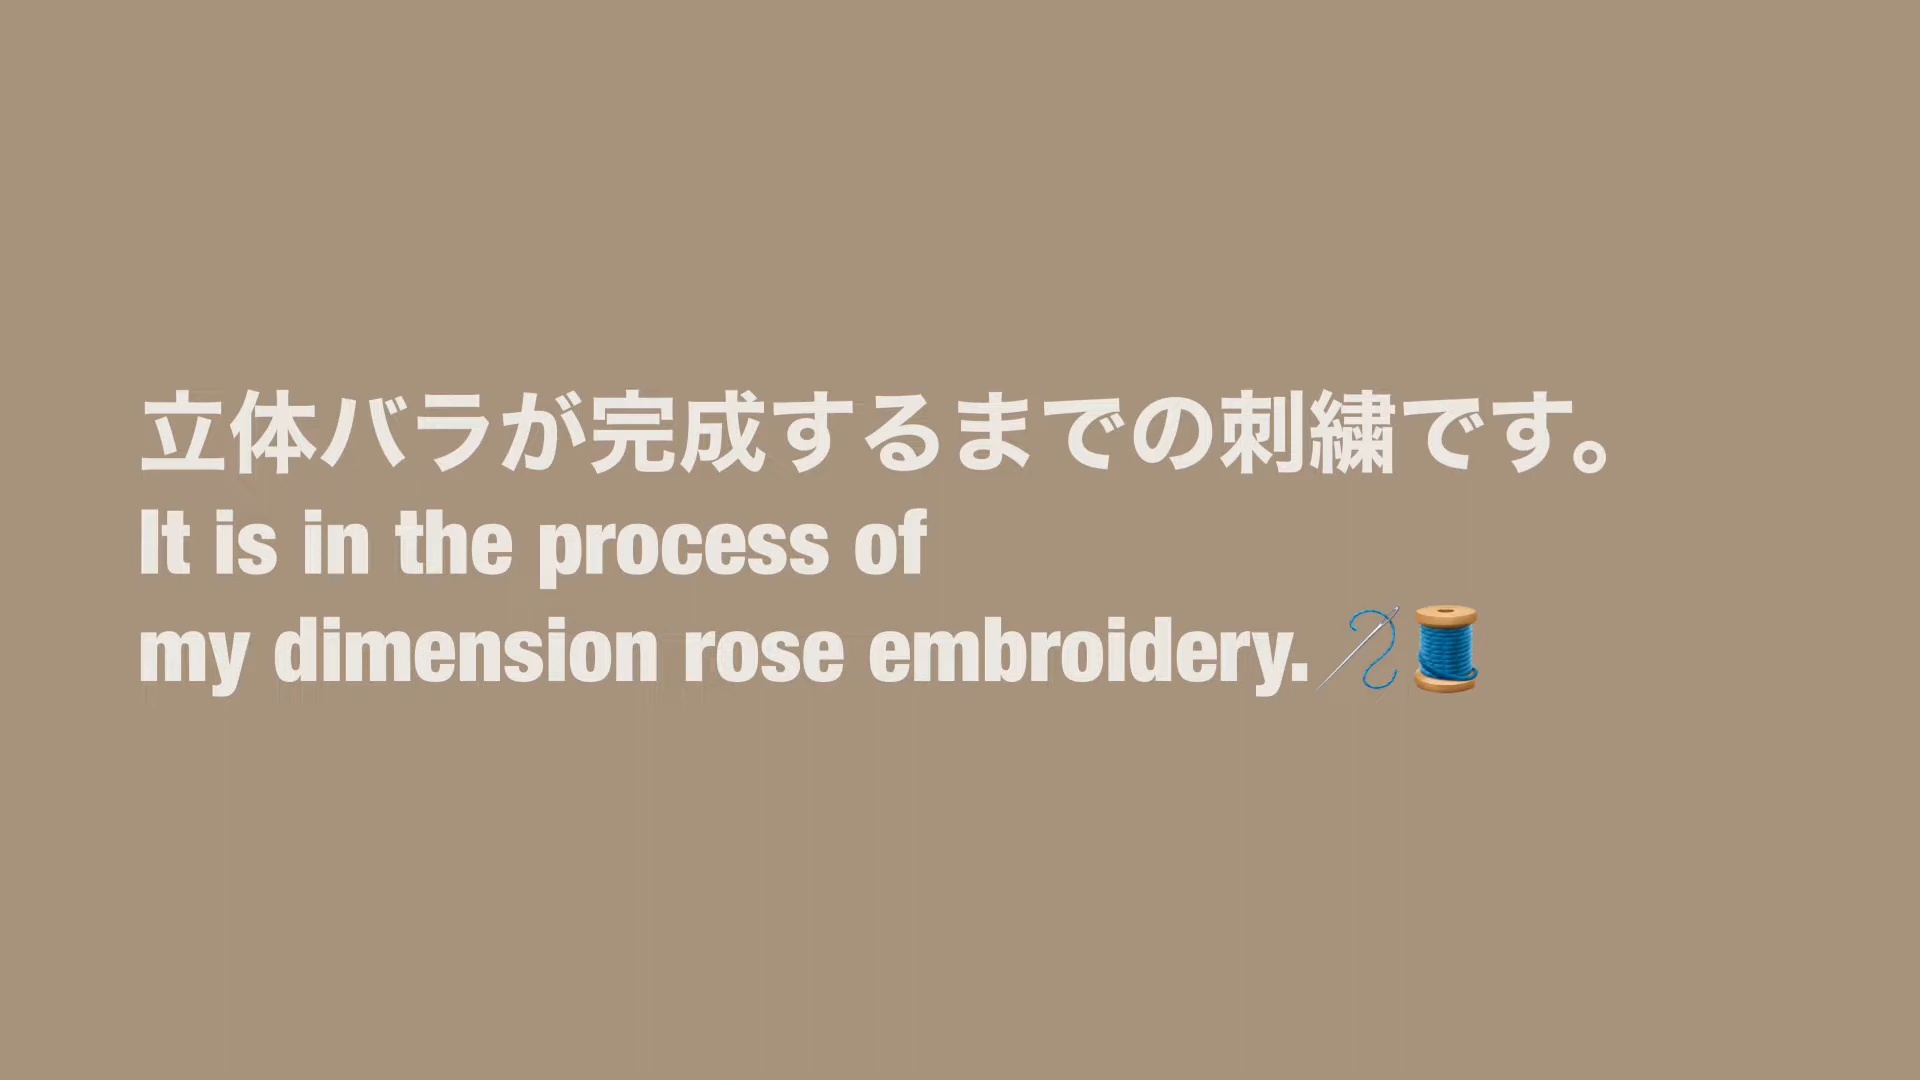 立体バラが完成するまでの刺繍です。
It is in the process of
my dimension rose embroidery.🪡🧵